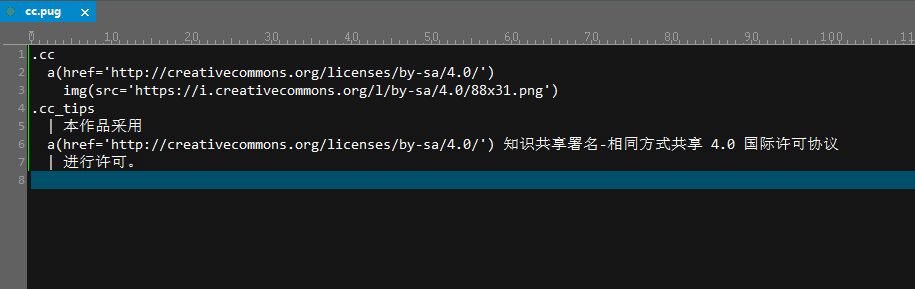 cc.pug ×
0 10 20 30 40 50 60 70 80 90 100 11
1 .cc
2   a(href='http://creativecommons.org/licenses/by-sa/4.0/')
3     img(src='https://i.creativecommons.org/l/by-sa/4.0/88x31.png')
4 .cc_tips
5   | 本作品采用
6   a(href='http://creativecommons.org/licenses/by-sa/4.0/') 知识共享署名-相同方式共享 4.0 国际许可协议
7   | 进行许可。
8